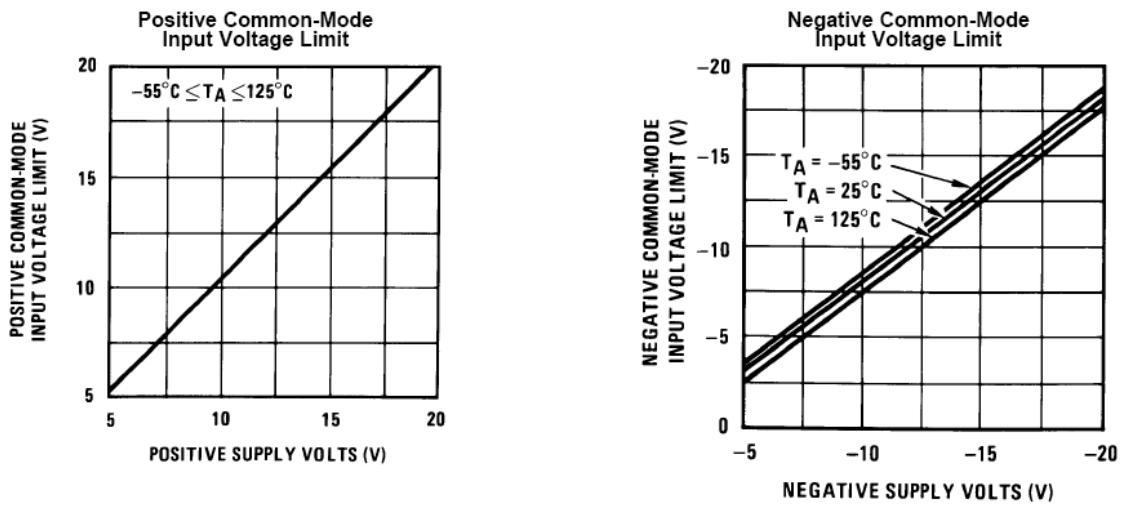 Positive Common-Mode
Input Voltage Limit
POSITIVE COMMON-MODE
INPUT VOLTAGE LIMIT (V)
20
15
10
5
−55°C ≤TA ≤125°C
5
10
15
20
POSITIVE SUPPLY VOLTS (V)
Negative Common-Mode
Input Voltage Limit
NEGATIVE COMMON-MODE
INPUT VOLTAGE LIMIT (V)
−20
−15
−10
−5
0
TA = −55°C
TA = 25°C
TA = 125°C
−5
−10
−15
−20
NEGATIVE SUPPLY VOLTS (V)